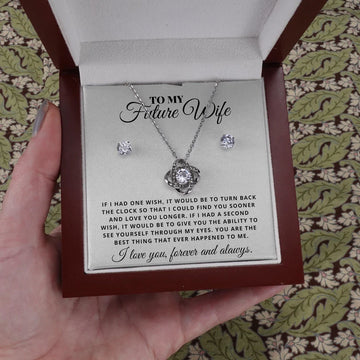 TO MY
Future Wife
IF I HAD ONE WISH, IT WOULD BE TO TURN BACK
THE CLOCK SO THAT I COULD FIND YOU SOONER
AND LOVE YOU LONGER. IF I HAD A SECOND
WISH, IT WOULD BE TO GIVE YOU THE ABILITY TO
SEE YOURSELF THROUGH MY EYES. YOU ARE THE
BEST THING THAT EVER HAPPENED TO ME.
I love you, forever and always.